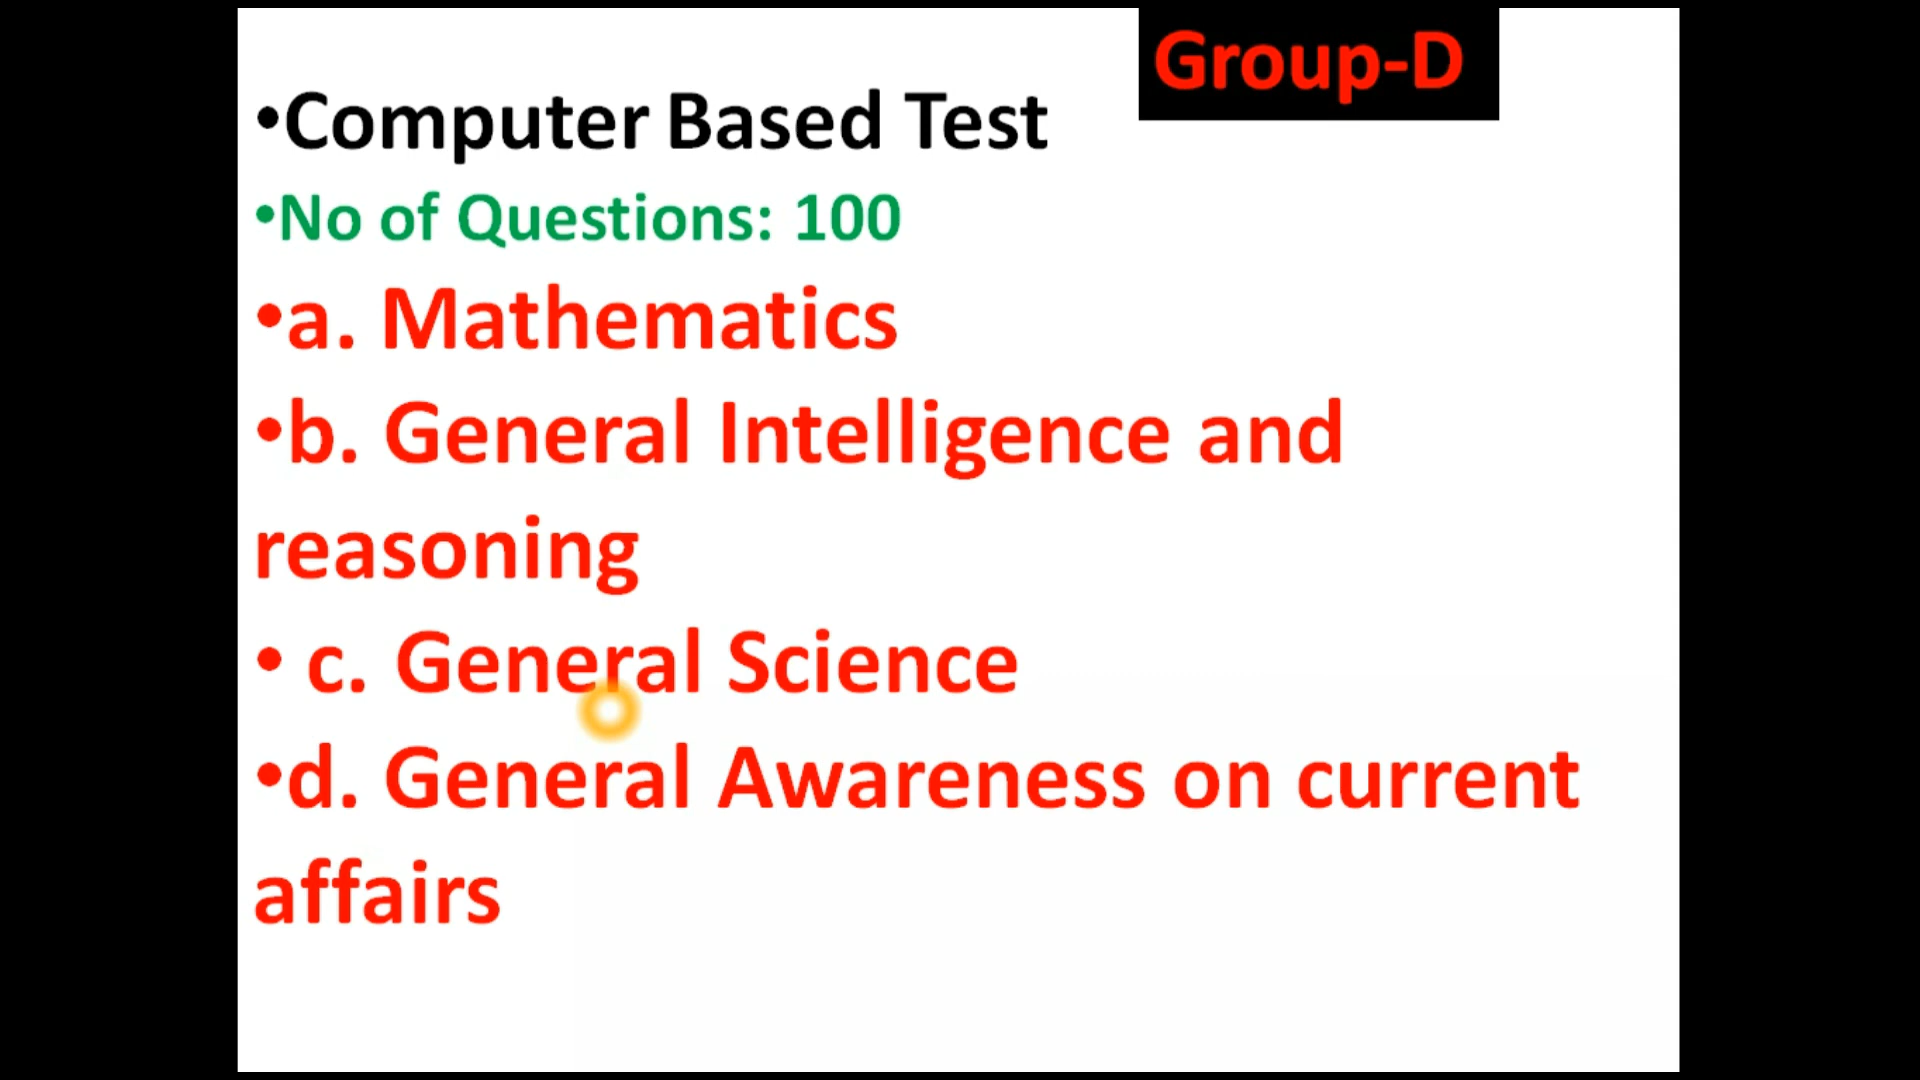 Group-D
•Computer Based Test
•No of Questions: 100
•a. Mathematics
•b. General Intelligence and
reasoning
• c. General Science
•d. General Awareness on current
affairs